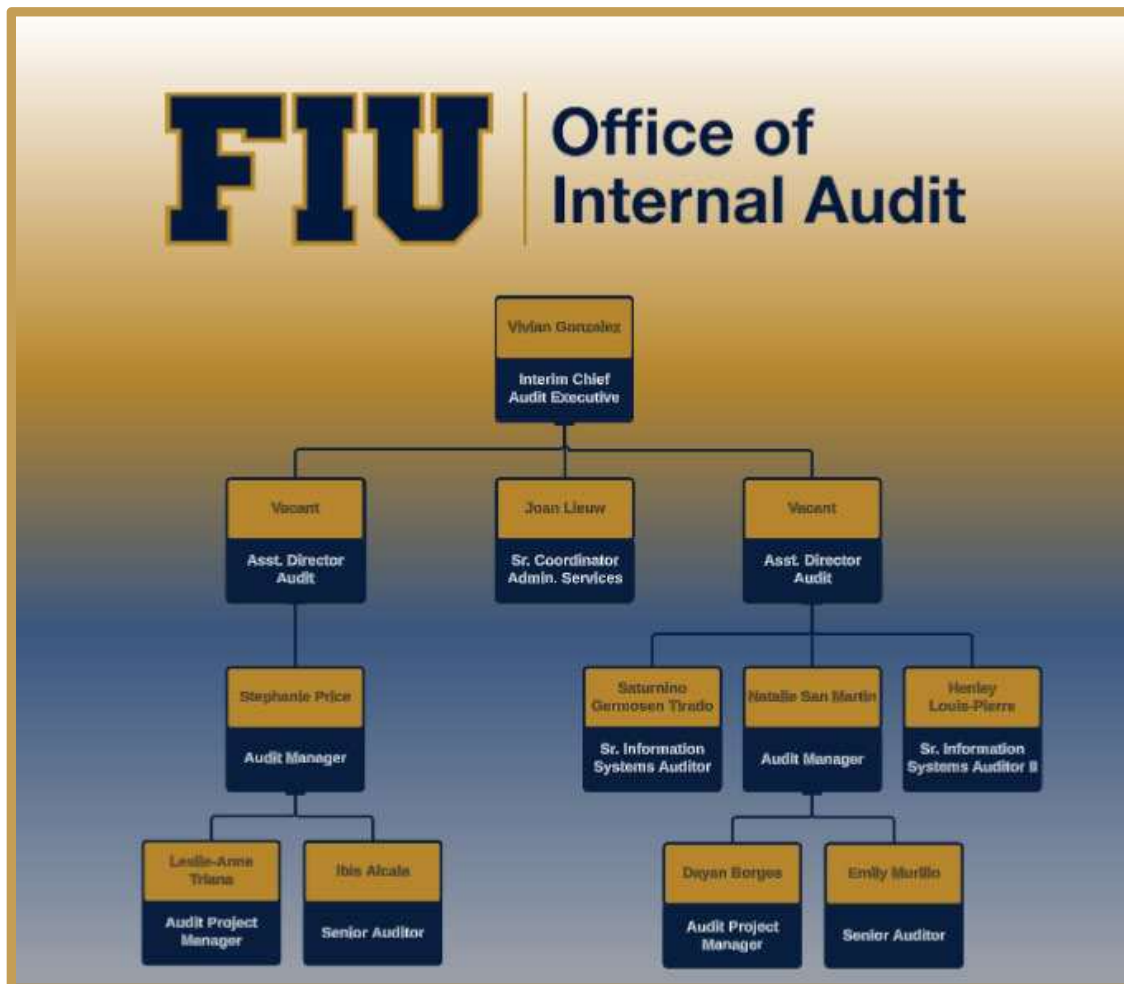 FIU
Office of
Internal Audit
Vivian Gonzalez
Interim Chief
Audit Executive
Vacant
Asst. Director
Audit
Joan Lieuw
Sr. Coordinator
Admin. Services
Vacant
Asst. Director
Audit
Stephanie Price
Audit Manager
Saturnino
Germosen Tirado
Sr. Information
Systems Auditor
Natalie San Martin
Audit Manager
Henley
Louis-Pierre
Sr. Information
Systems Auditor II
Leslie-Anne
Triana
Audit Project
Manager
Ibis Alcala
Senior Auditor
Dayan Borges
Audit Project
Manager
Emily Murillo
Senior Auditor